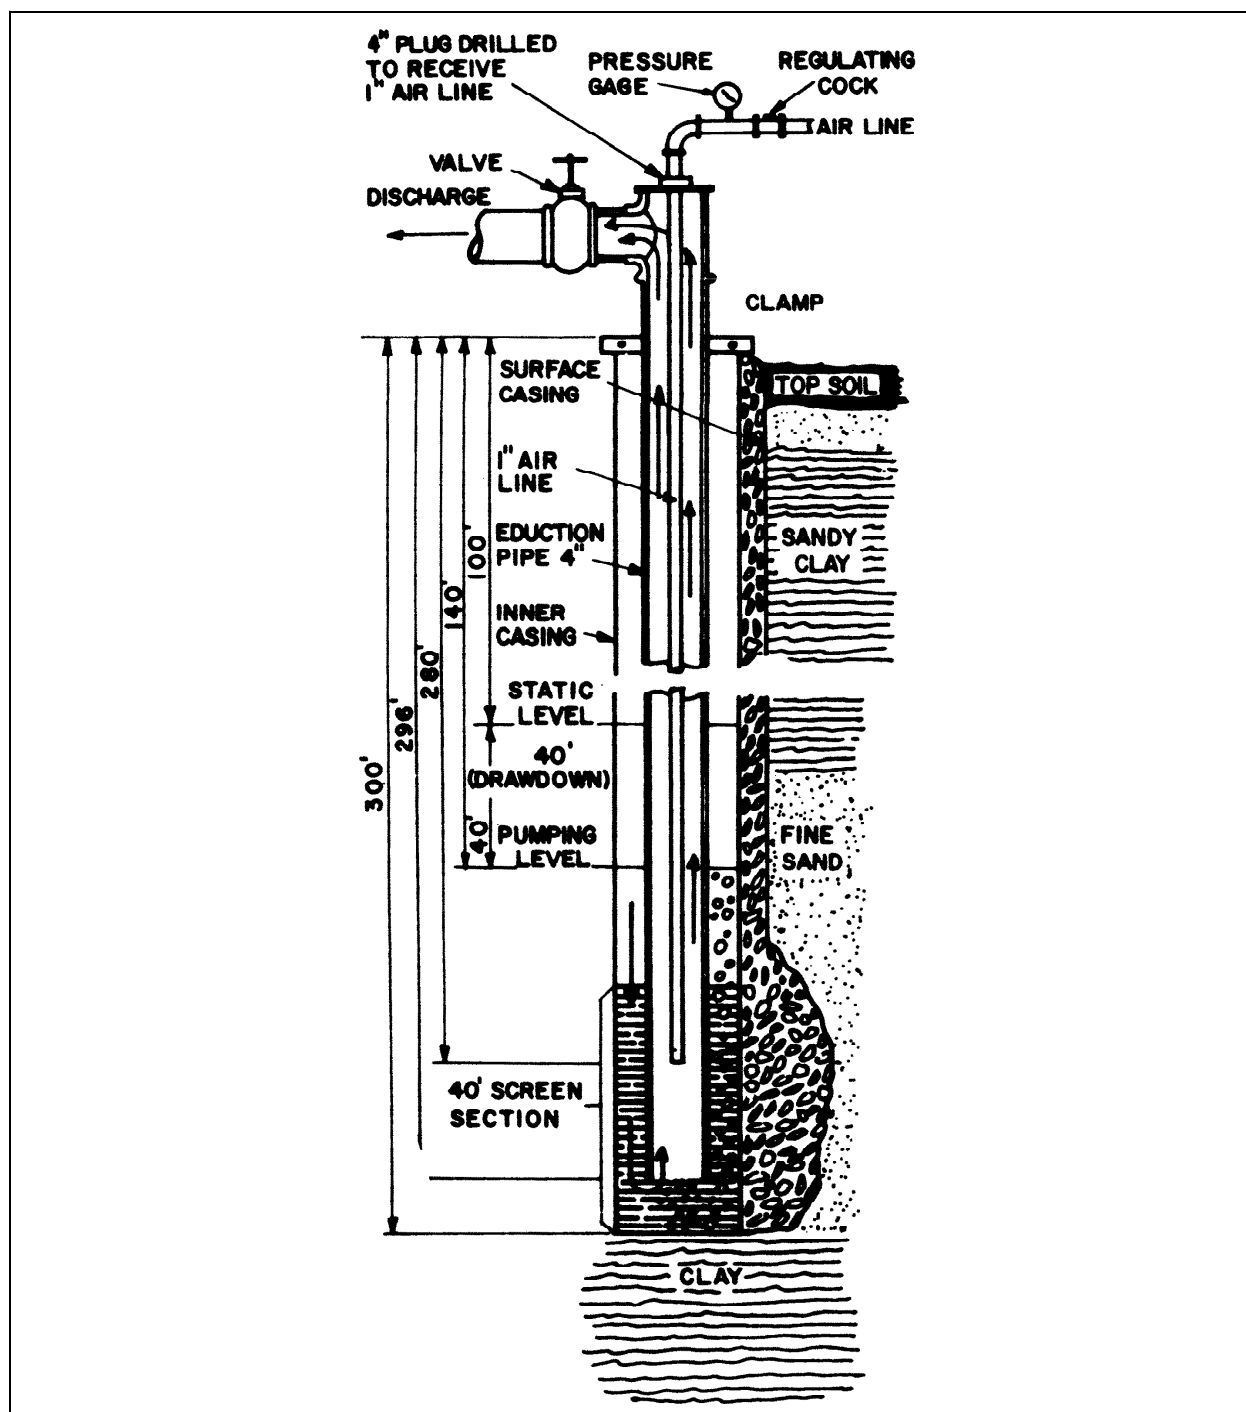 4" PLUG DRILLED
TO RECEIVE
1" AIR LINE
PRESSURE
GAGE
REGULATING
COCK
AIR LINE
VALVE
DISCHARGE
CLAMP
SURFACE
CASING
TOP SOIL
1" AIR
LINE
EDUCTION
PIPE 4"
SANDY
CLAY
INNER
CASING
100'
140'
280'
296'
300'
STATIC
LEVEL
40'
(DRAWDOWN)
40'
PUMPING
LEVEL
FINE
SAND
40' SCREEN
SECTION
CLAY